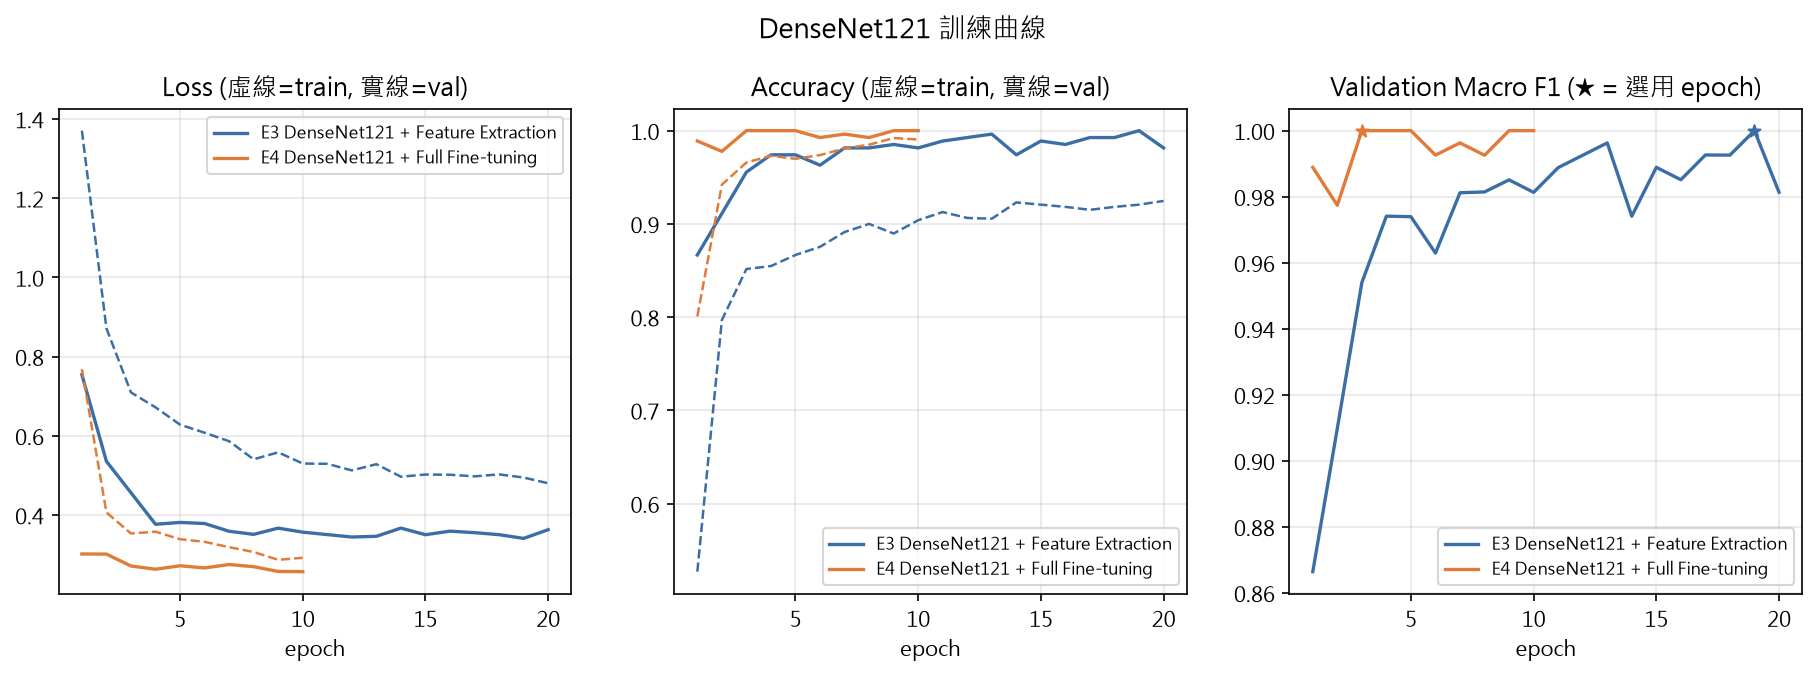 DenseNet121 訓練曲線
Loss (虛線=train, 實線=val)
1.4
1.2
1.0
0.8
0.6
0.4
5
10
15
20
epoch
E3 DenseNet121 + Feature Extraction
E4 DenseNet121 + Full Fine-tuning
Accuracy (虛線=train, 實線=val)
1.0
0.9
0.8
0.7
0.6
5
10
15
20
epoch
E3 DenseNet121 + Feature Extraction
E4 DenseNet121 + Full Fine-tuning
Validation Macro F1 (★ = 選用 epoch)
1.00
0.98
0.96
0.94
0.92
0.90
0.88
0.86
5
10
15
20
epoch
E3 DenseNet121 + Feature Extraction
E4 DenseNet121 + Full Fine-tuning